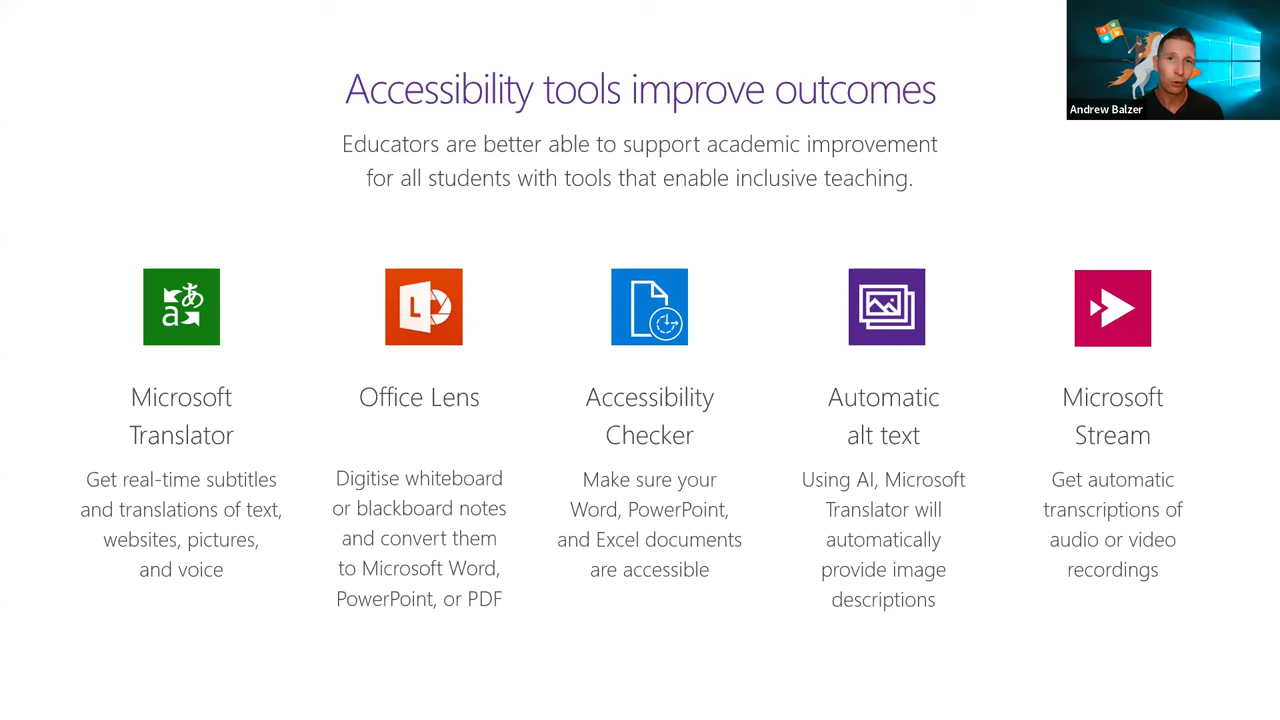 Accessibility tools improve outcomes
Educators are better able to support academic improvement
for all students with tools that enable inclusive teaching.
Andrew Balzer
aあ
L
Microsoft
Translator
Get real-time subtitles
and translations of text,
websites, pictures,
and voice
Office Lens
Digitise whiteboard
or blackboard notes
and convert them
to Microsoft Word,
PowerPoint, or PDF
Accessibility
Checker
Make sure your
Word, PowerPoint,
and Excel documents
are accessible
Automatic
alt text
Using AI, Microsoft
Translator will
automatically
provide image
descriptions
Microsoft
Stream
Get automatic
transcriptions of
audio or video
recordings